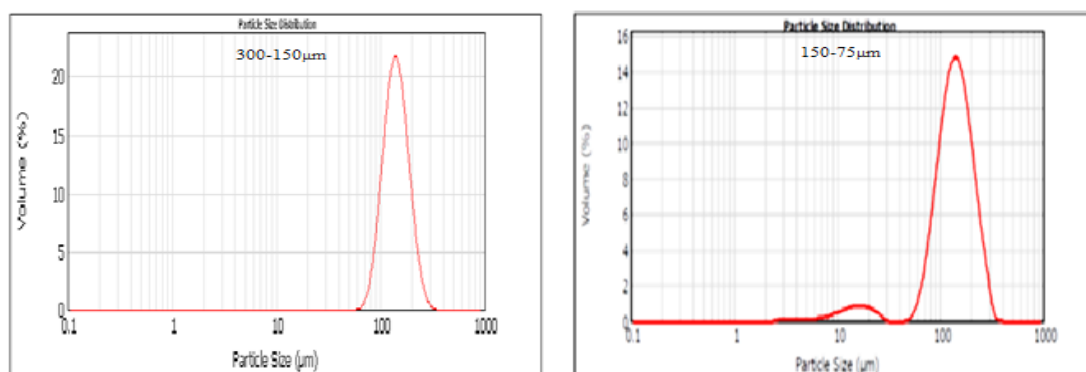 Particle Size Distribution
300-150µm
20
15
10
5
0
0.1 1 10 100 1000
Volume (%)
Particle Size (µm)
Particle Size Distribution
150-75µm
16
14
12
10
8
6
4
2
0
0.1 1 10 100 1000
Volume (%)
Particle Size (µm)